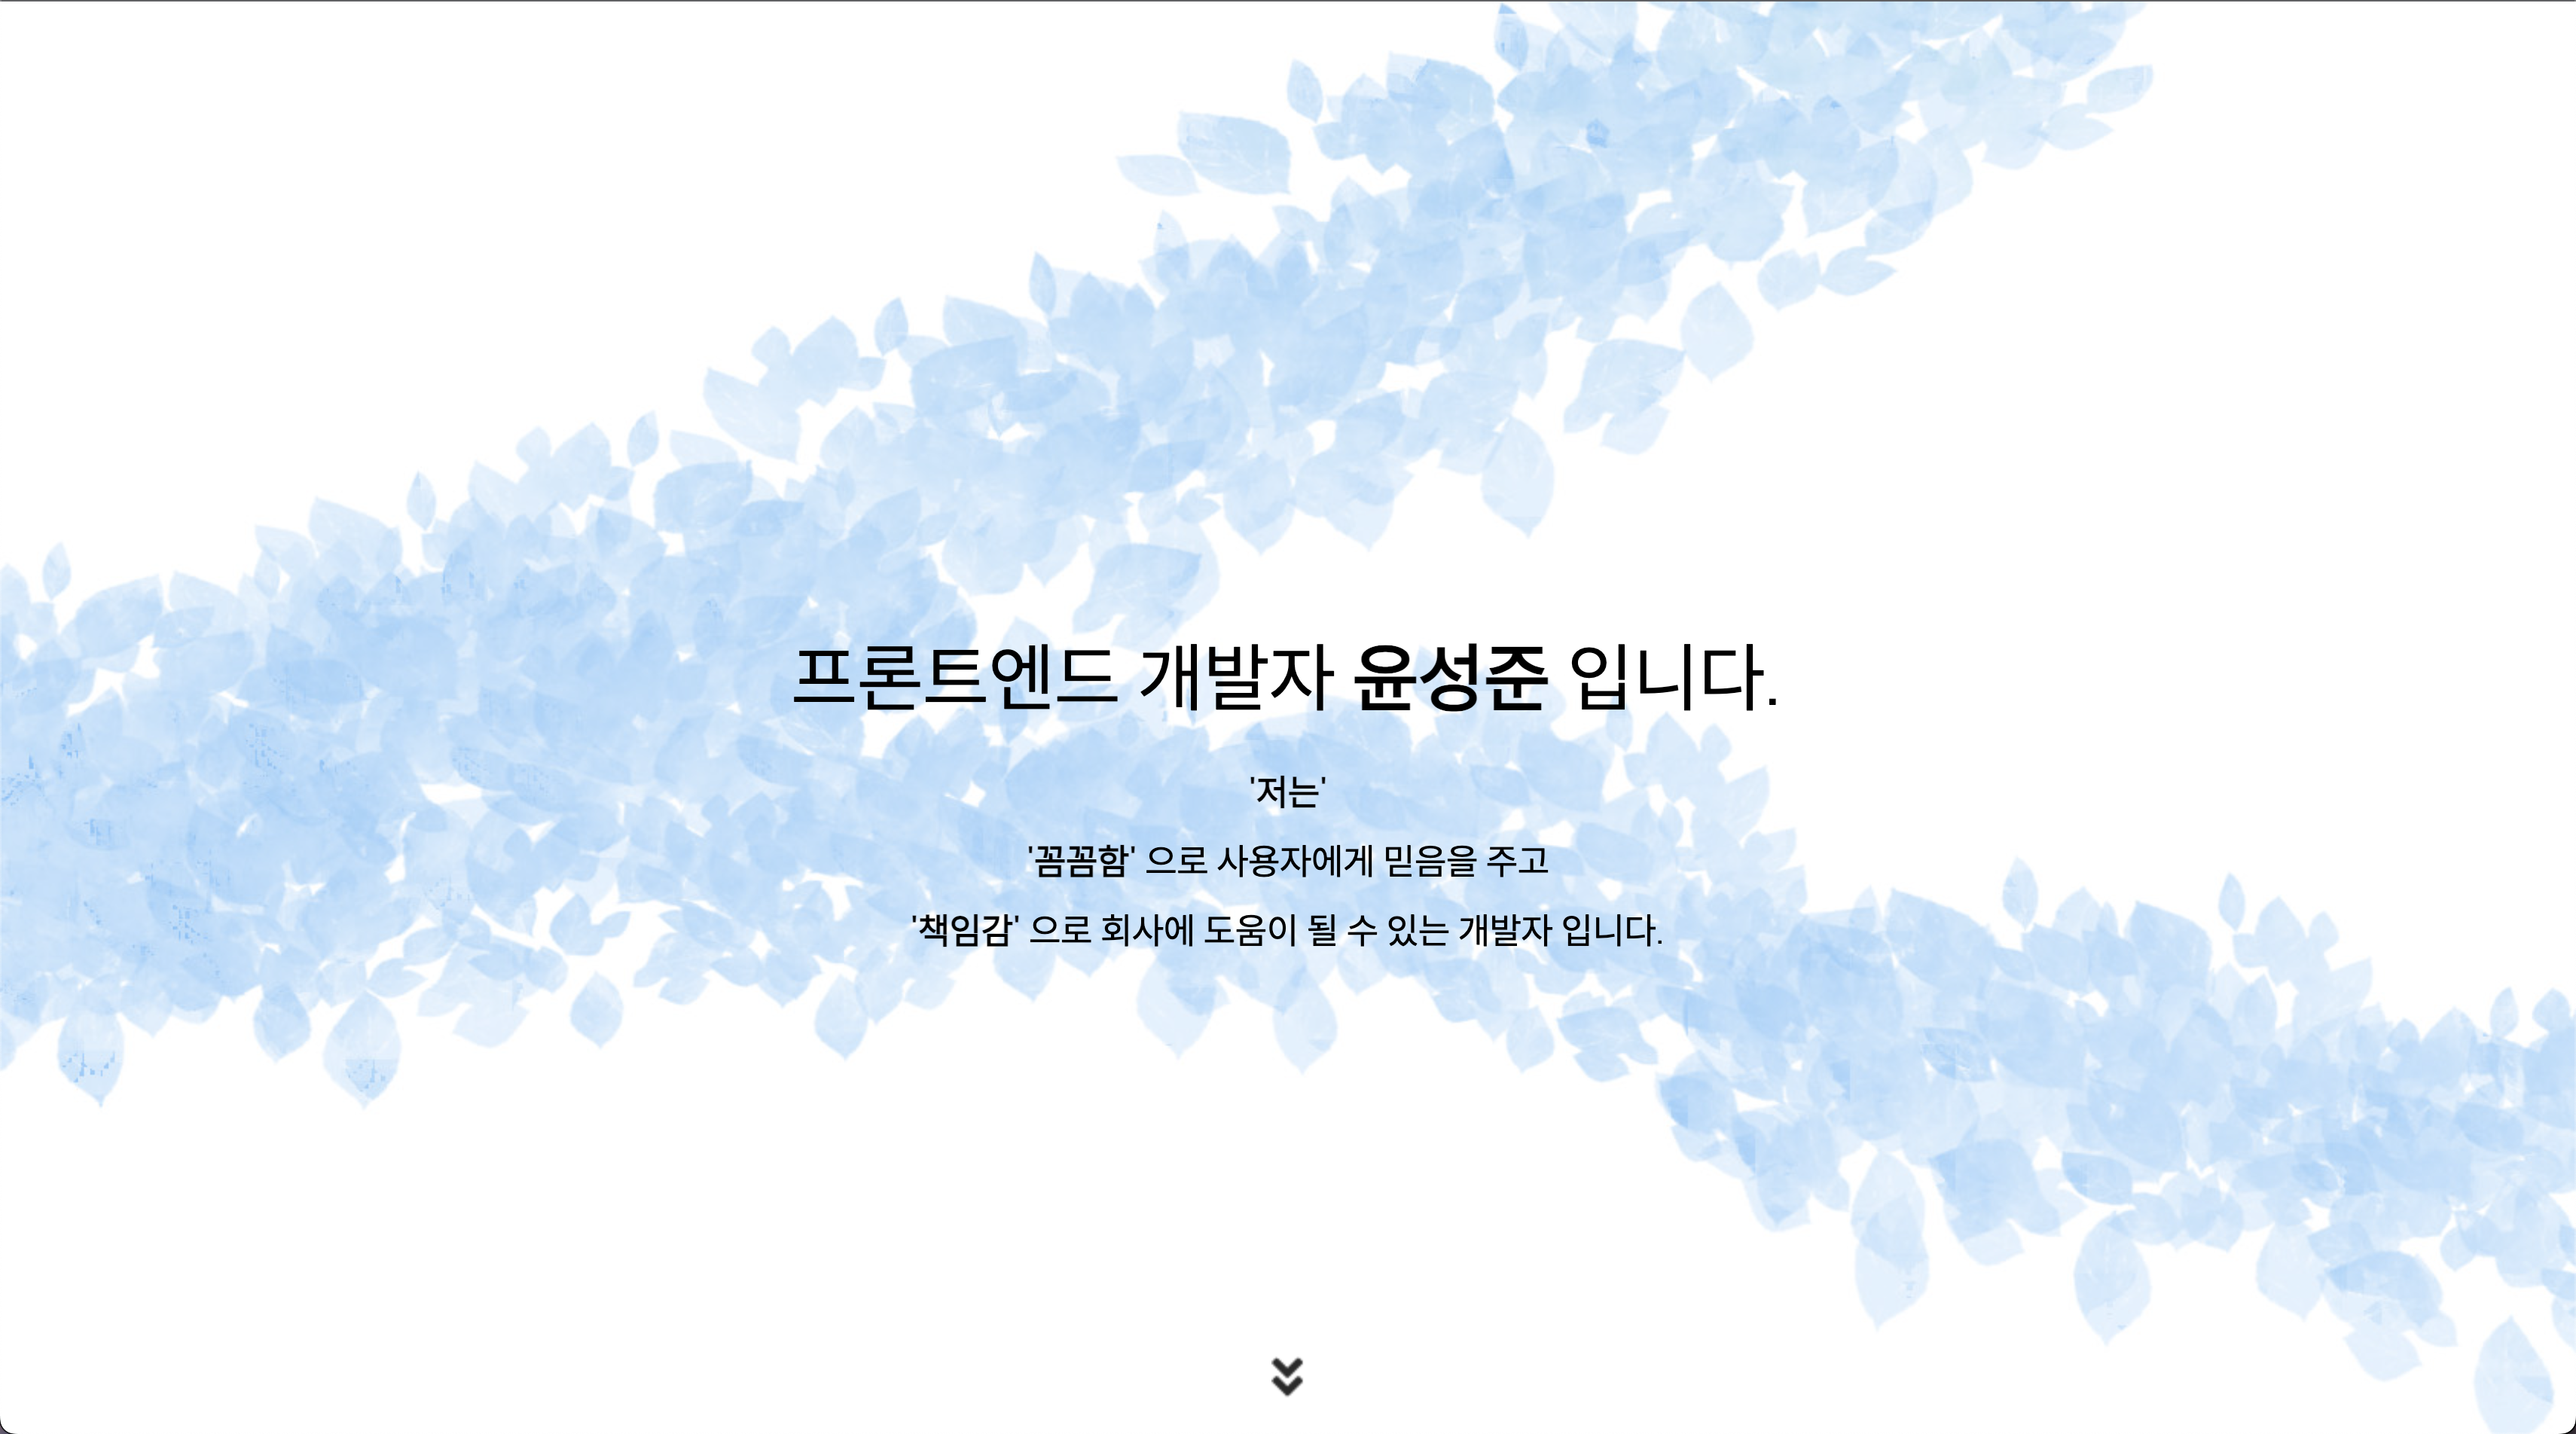 프론트엔드 개발자 윤성준 입니다.
'저는'
'꼼꼼함' 으로 사용자에게 믿음을 주고
'책임감' 으로 회사에 도움이 될 수 있는 개발자 입니다.